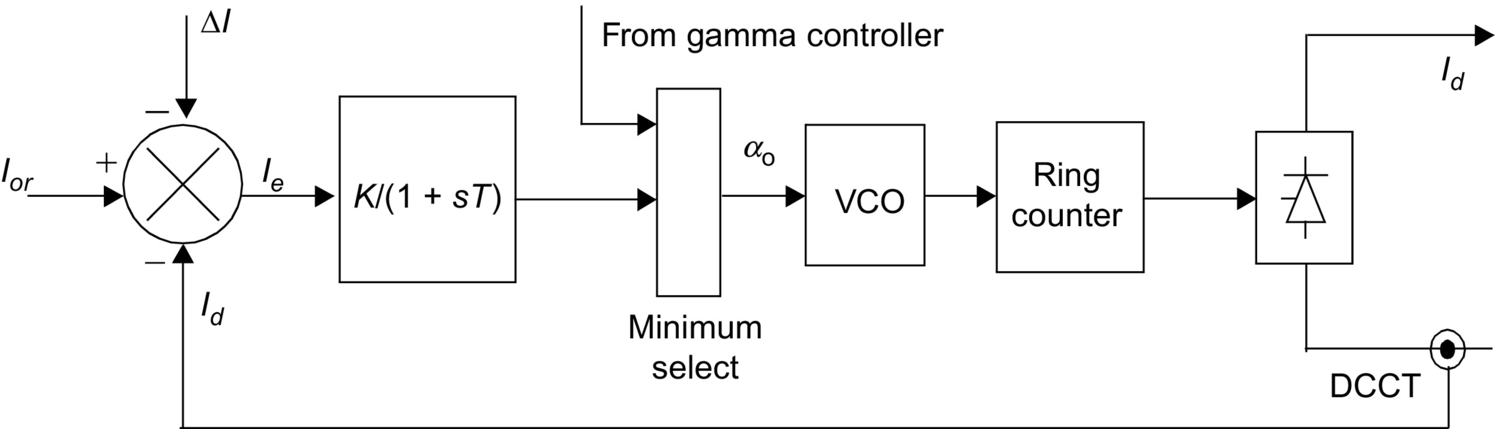 ΔI
From gamma controller
I_d
−
+
I_or
I_e
K/(1 + sT)
α_o
VCO
Ring
counter
−
I_d
Minimum
select
DCCT